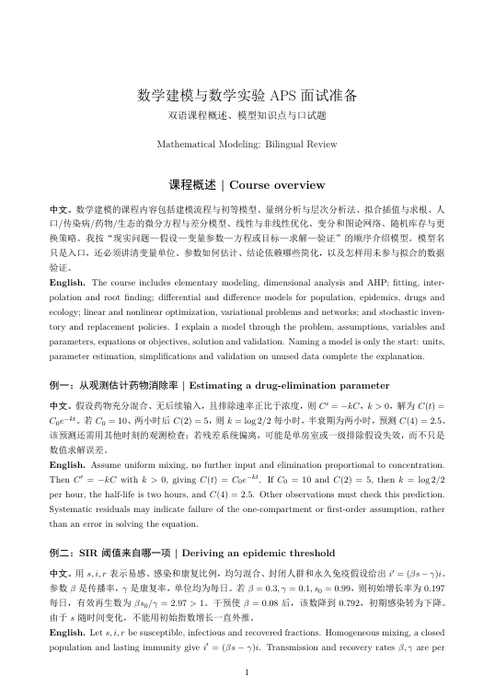 数学建模与数学实验 APS 面试准备
双语课程概述、模型知识点与口试题
Mathematical Modeling: Bilingual Review
课程概述 | Course overview
中文。数学建模的课程内容包括建模流程与初等模型、量纲分析与层次分析法、拟合插值与求根、人
口/传染病/药物/生态的微分方程与差分模型、线性与非线性优化、变分和图论网络、随机库存与更
换策略。我按“现实问题—假设—变量参数—方程或目标—求解—验证”的顺序介绍模型。模型名
只是入口，还必须讲清变量单位、参数如何估计、结论依赖哪些简化，以及怎样用未参与拟合的数据
验证。
English. The course includes elementary modeling, dimensional analysis and AHP; fitting, inter-
polation and root finding; differential and difference models for population, epidemics, drugs and
ecology; linear and nonlinear optimization, variational problems and networks; and stochastic inven-
tory and replacement policies. I explain a model through the problem, assumptions, variables and
parameters, equations or objectives, solution and validation. Naming a model is only the start: units,
parameter estimation, simplifications and validation on unused data complete the explanation.
例一：从观测估计药物消除率 | Estimating a drug-elimination parameter
中文。假设药物充分混合、无后续输入，且排除速率正比于浓度，则 C′ = −kC，k > 0，解为 C(t) =
C₀e⁻ᵏᵗ。若 C₀ = 10、两小时后 C(2) = 5，则 k = log 2/2 每小时，半衰期为两小时，预测 C(4) = 2.5。
该预测还需用其他时刻的观测检查；若残差系统偏离，可能是单房室或一级排除假设失效，而不只是
数值求解误差。
English. Assume uniform mixing, no further input and elimination proportional to concentration.
Then C′ = −kC with k > 0, giving C(t) = C₀e⁻ᵏᵗ. If C₀ = 10 and C(2) = 5, then k = log 2/2
per hour, the half-life is two hours, and C(4) = 2.5. Other observations must check this prediction.
Systematic residuals may indicate failure of the one-compartment or first-order assumption, rather
than an error in solving the equation.
例二：SIR 阈值来自哪一项 | Deriving an epidemic threshold
中文。用 s, i, r 表示易感、感染和康复比例，均匀混合、封闭人群和永久免疫假设给出 i′ = (βs−γ)i。
参数 β 是传播率，γ 是康复率，单位均为每日。若 β = 0.3, γ = 0.1, s₀ = 0.99，则初始增长率为 0.197
每日，有效再生数为 βs₀/γ = 2.97 > 1。干预使 β = 0.08 后，该数降到 0.792，初期感染转为下降。
由于 s 随时间变化，不能用初始指数增长一直外推。
English. Let s, i, r be susceptible, infectious and recovered fractions. Homogeneous mixing, a closed
population and lasting immunity give i′ = (βs − γ)i. Transmission and recovery rates β, γ are per
1